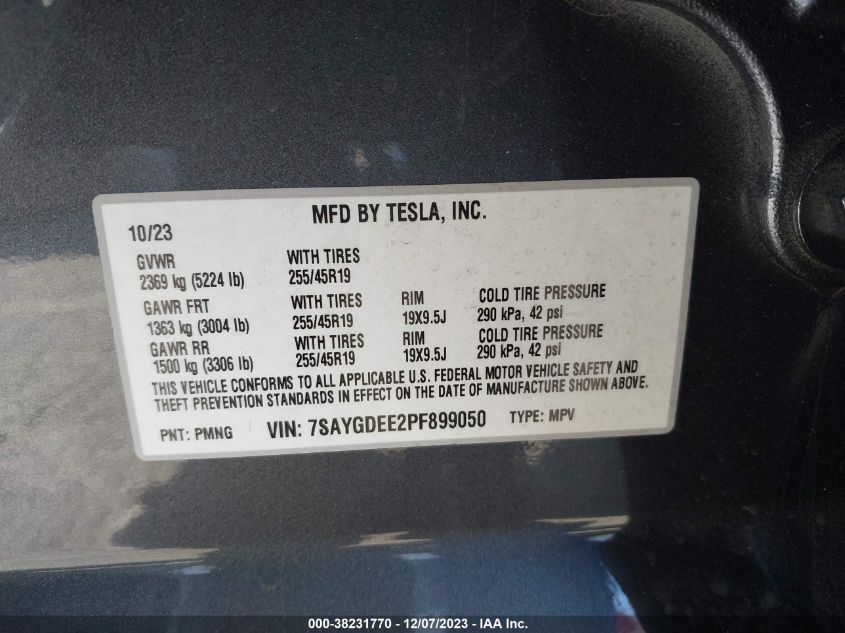 MFD BY TESLA, INC.
10/23
GVWR WITH TIRES
2369 kg (5224 lb) 255/45R19
GAWR FRT WITH TIRES RIM COLD TIRE PRESSURE
1363 kg (3004 lb) 255/45R19 19X9.5J 290 kPa, 42 psi
GAWR RR WITH TIRES RIM COLD TIRE PRESSURE
1500 kg (3306 lb) 255/45R19 19X9.5J 290 kPa, 42 psi
THIS VEHICLE CONFORMS TO ALL APPLICABLE U.S. FEDERAL MOTOR VEHICLE SAFETY AND
THEFT PREVENTION STANDARDS IN EFFECT ON THE DATE OF MANUFACTURE SHOWN ABOVE.
PNT: PMNG VIN: 7SAYGDEE2PF899050 TYPE: MPV
000-38231770 - 12/07/2023 - IAA Inc.